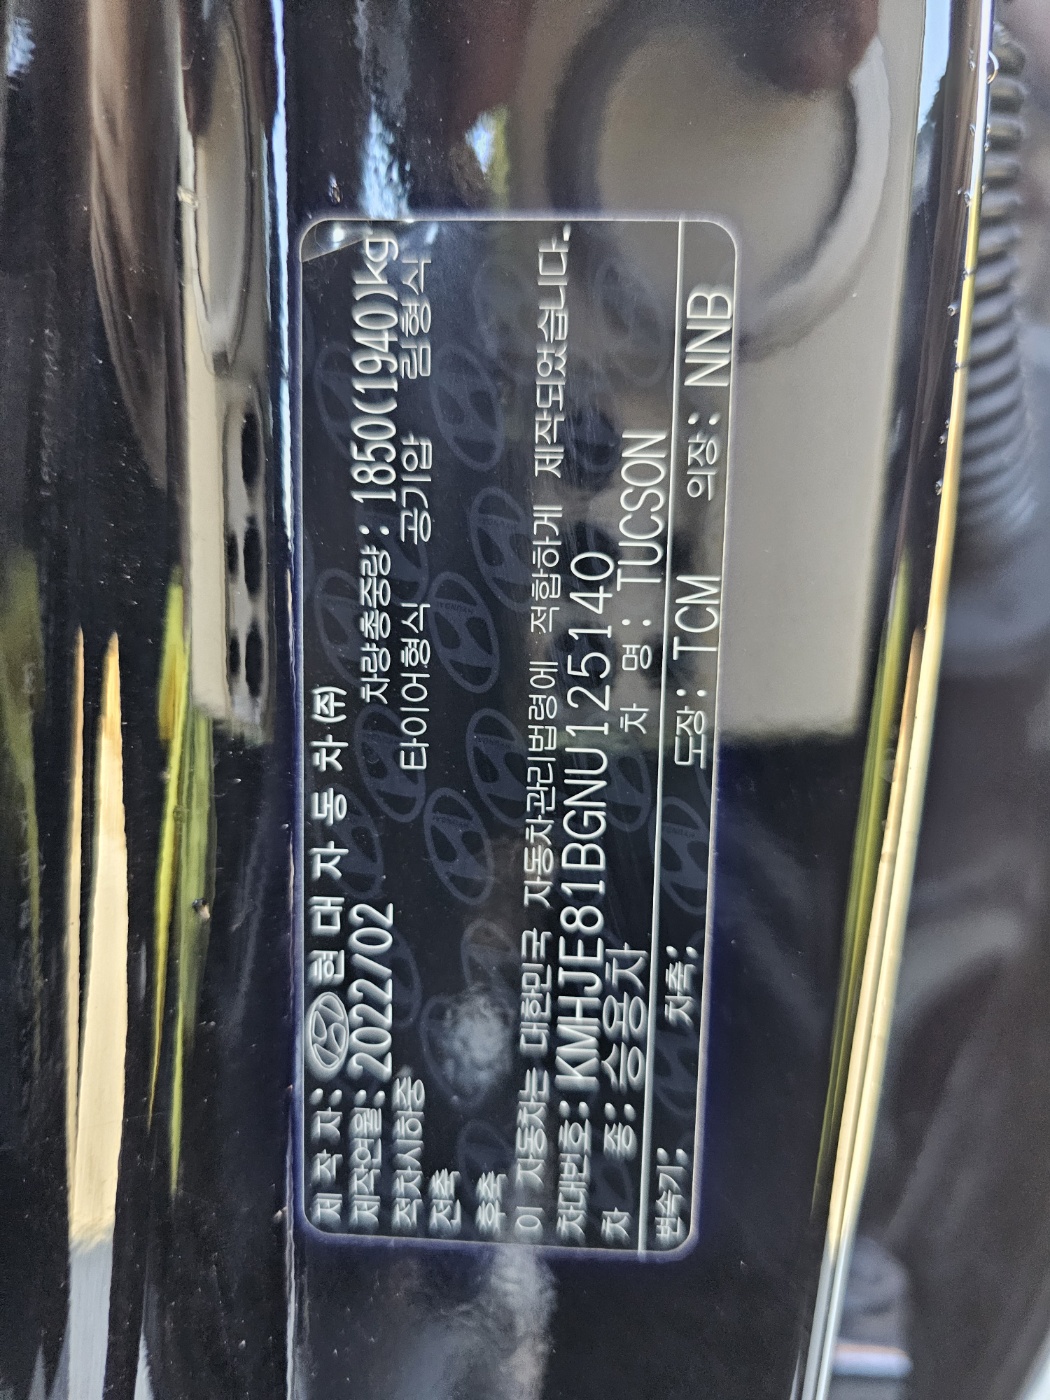 제 작 자: HYUNDAI 현 대 자 동 차 (주)
제작연월: 2022/02 차량총중량: 1850(1940)kg
적차시하중 타이어형식 공기압 림형식
전축
후축
이 자동차는 대한민국 자동차관리법령에 적합하게 제작되었습니다.
차대번호: KMHJE81BGNU125140
차 종: 승용차 차 명: TUCSON
변속기: 차축: 도장: TCM 의장: NNB